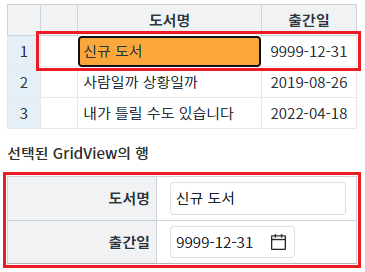 도서명 출간일
1 신규 도서 9999-12-31
2 사람일까 상황일까 2019-08-26
3 내가 틀릴 수도 있습니다 2022-04-18
선택된 GridView의 행
도서명 신규 도서
출간일 9999-12-31